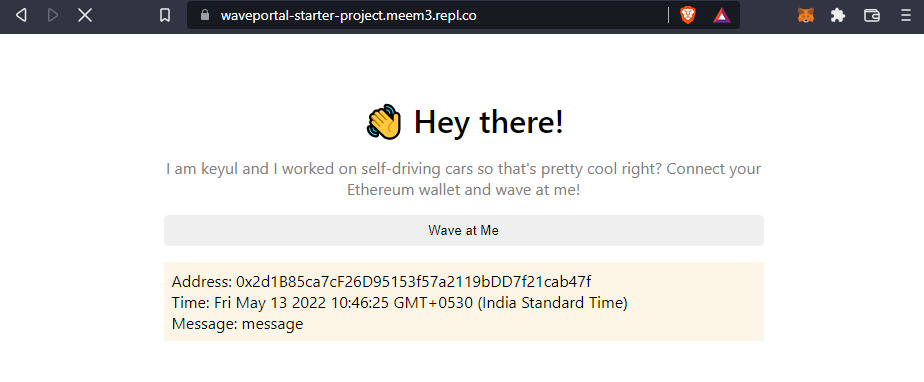 waveportal-starter-project.meem3.repl.co
👋 Hey there!
I am keyul and I worked on self-driving cars so that's pretty cool right? Connect your
Ethereum wallet and wave at me!
Wave at Me
Address: 0x2d1B85ca7cF26D95153f57a2119bDD7f21cab47f
Time: Fri May 13 2022 10:46:25 GMT+0530 (India Standard Time)
Message: message